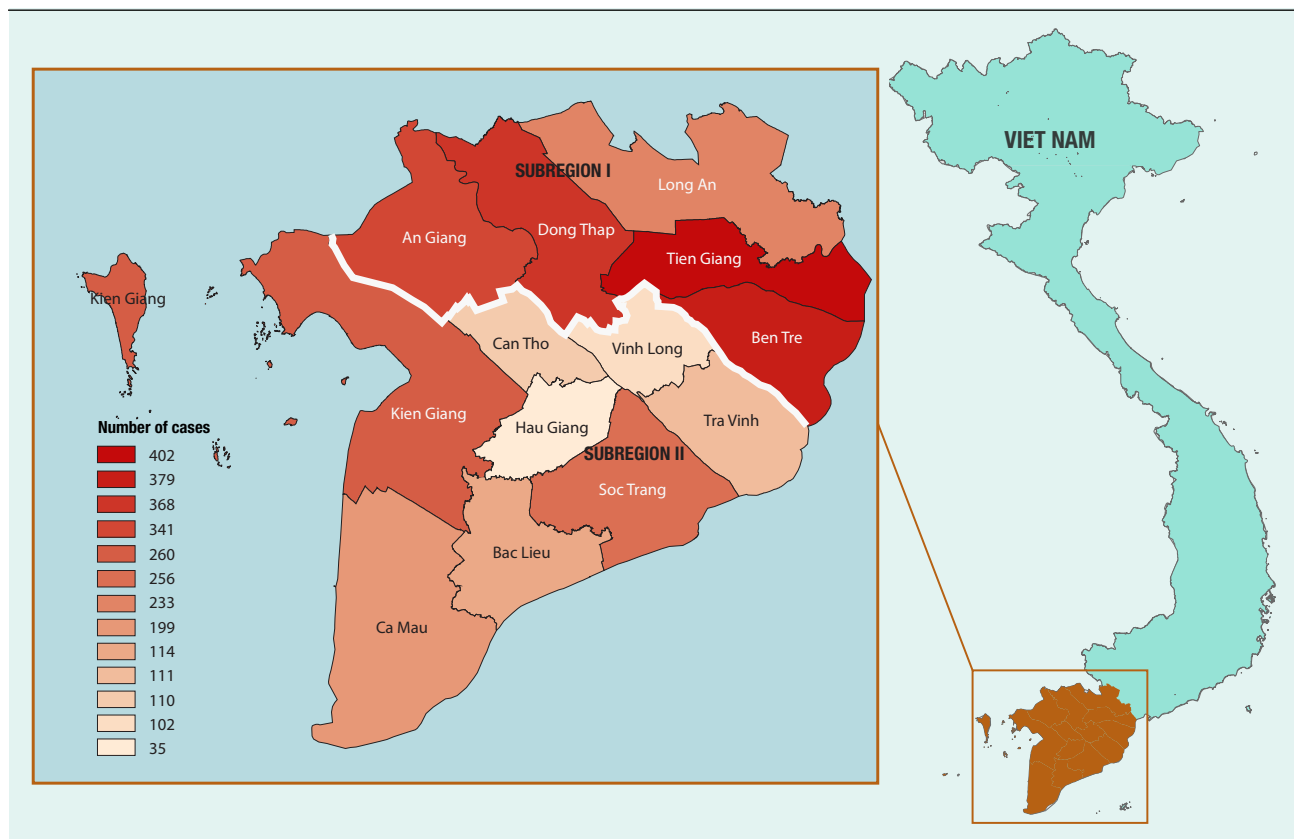 VIET NAM
SUBREGION I
Long An
An Giang
Dong Thap
Tien Giang
Kien Giang
Ben Tre
Can Tho
Vinh Long
Kien Giang
Hau Giang
Tra Vinh
SUBREGION II
Soc Trang
Bac Lieu
Ca Mau
Number of cases
402
379
368
341
260
256
233
199
114
111
110
102
35